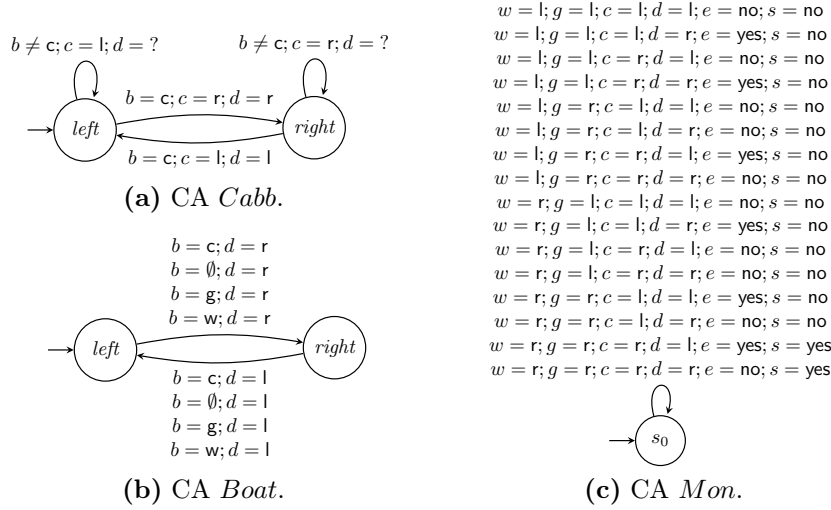 b ≠ c; c = l; d = ?
b ≠ c; c = r; d = ?
b = c; c = r; d = r
left
right
b = c; c = l; d = l
(a) CA Cabb.
b = c; d = r
b = ∅; d = r
b = g; d = r
b = w; d = r
left
right
b = c; d = l
b = ∅; d = l
b = g; d = l
b = w; d = l
(b) CA Boat.
w = l; g = l; c = l; d = l; e = no; s = no
w = l; g = l; c = l; d = r; e = yes; s = no
w = l; g = l; c = r; d = l; e = no; s = no
w = l; g = l; c = r; d = r; e = yes; s = no
w = l; g = r; c = l; d = l; e = no; s = no
w = l; g = r; c = l; d = r; e = no; s = no
w = l; g = r; c = r; d = l; e = yes; s = no
w = l; g = r; c = r; d = r; e = no; s = no
w = r; g = l; c = l; d = l; e = no; s = no
w = r; g = l; c = l; d = r; e = yes; s = no
w = r; g = l; c = r; d = l; e = no; s = no
w = r; g = l; c = r; d = r; e = no; s = no
w = r; g = r; c = l; d = l; e = yes; s = no
w = r; g = r; c = l; d = r; e = no; s = no
w = r; g = r; c = r; d = l; e = yes; s = yes
w = r; g = r; c = r; d = r; e = no; s = yes
s₀
(c) CA Mon.